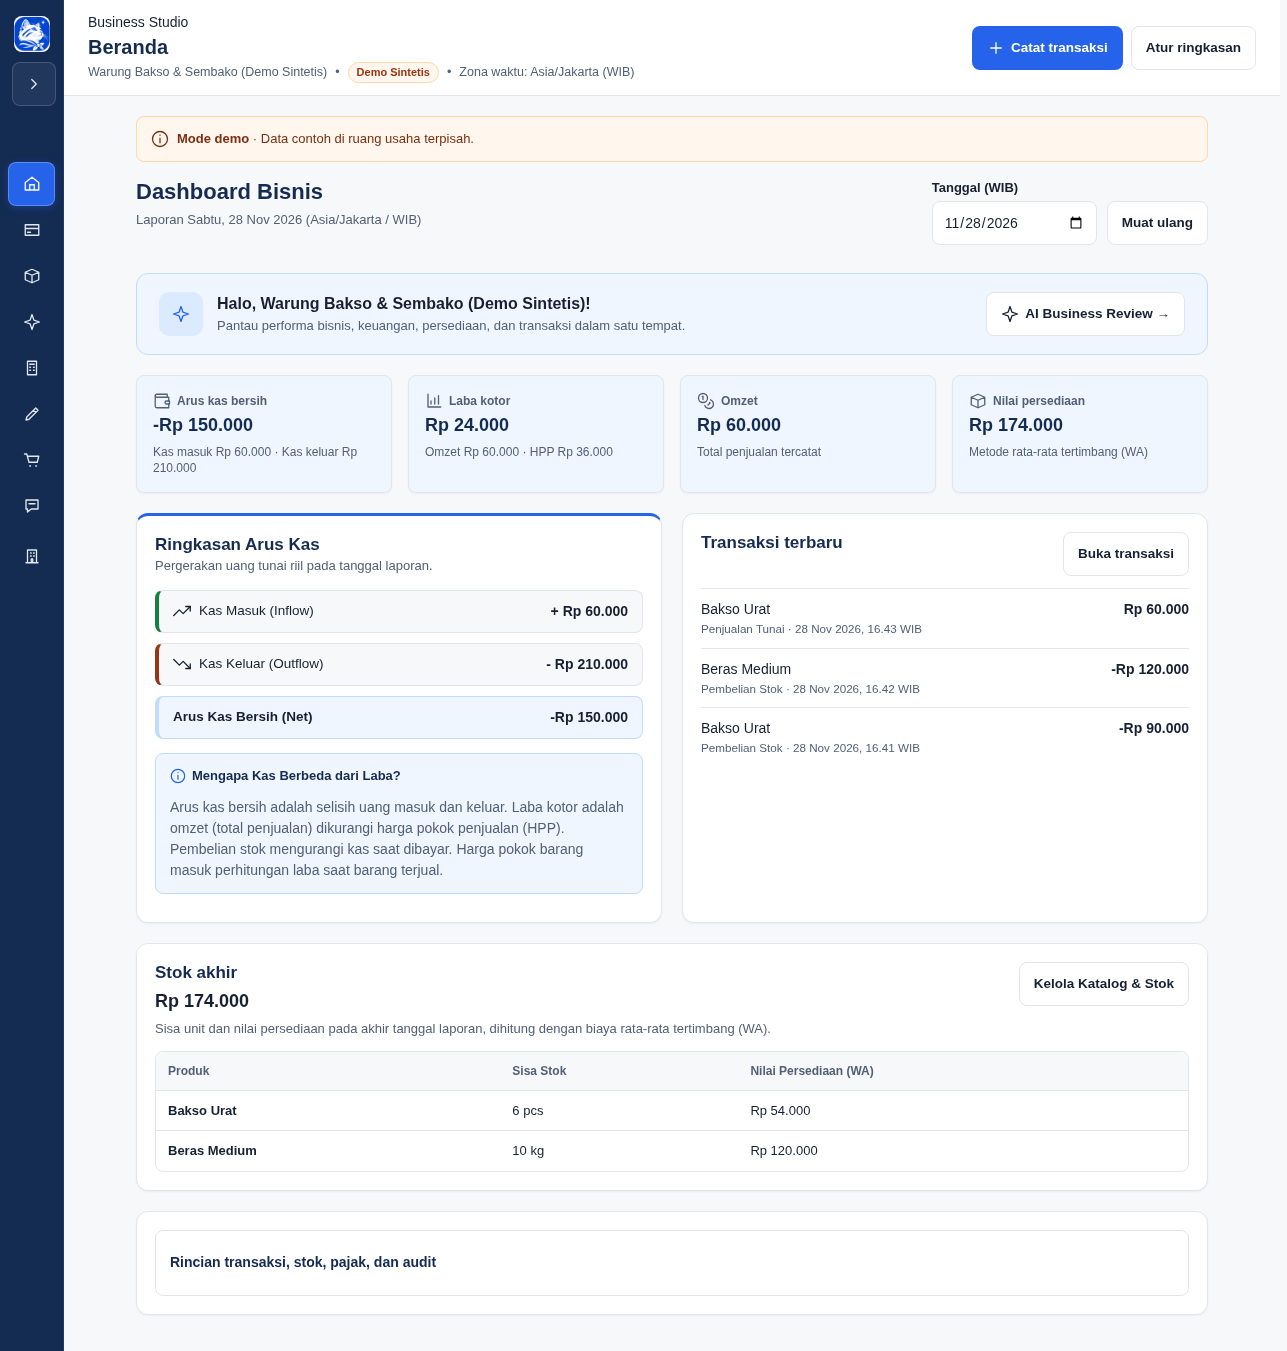 Business Studio
Beranda
Warung Bakso & Sembako (Demo Sintetis) • Demo Sintetis • Zona waktu: Asia/Jakarta (WIB)
Catat transaksi
Atur ringkasan
Mode demo · Data contoh di ruang usaha terpisah.
Dashboard Bisnis
Laporan Sabtu, 28 Nov 2026 (Asia/Jakarta / WIB)
Tanggal (WIB)
11/28/2026
Muat ulang
Halo, Warung Bakso & Sembako (Demo Sintetis)!
Pantau performa bisnis, keuangan, persediaan, dan transaksi dalam satu tempat.
AI Business Review →
Arus kas bersih
-Rp 150.000
Kas masuk Rp 60.000 · Kas keluar Rp
210.000
Laba kotor
Rp 24.000
Omzet Rp 60.000 · HPP Rp 36.000
Omzet
Rp 60.000
Total penjualan tercatat
Nilai persediaan
Rp 174.000
Metode rata-rata tertimbang (WA)
Ringkasan Arus Kas
Pergerakan uang tunai riil pada tanggal laporan.
Kas Masuk (Inflow) + Rp 60.000
Kas Keluar (Outflow) - Rp 210.000
Arus Kas Bersih (Net) -Rp 150.000
Mengapa Kas Berbeda dari Laba?
Arus kas bersih adalah selisih uang masuk dan keluar. Laba kotor adalah
omzet (total penjualan) dikurangi harga pokok penjualan (HPP).
Pembelian stok mengurangi kas saat dibayar. Harga pokok barang
masuk perhitungan laba saat barang terjual.
Transaksi terbaru
Buka transaksi
Bakso Urat Rp 60.000
Penjualan Tunai · 28 Nov 2026, 16.43 WIB
Beras Medium -Rp 120.000
Pembelian Stok · 28 Nov 2026, 16.42 WIB
Bakso Urat -Rp 90.000
Pembelian Stok · 28 Nov 2026, 16.41 WIB
Stok akhir
Rp 174.000
Kelola Katalog & Stok
Sisa unit dan nilai persediaan pada akhir tanggal laporan, dihitung dengan biaya rata-rata tertimbang (WA).
Produk Sisa Stok Nilai Persediaan (WA)
Bakso Urat 6 pcs Rp 54.000
Beras Medium 10 kg Rp 120.000
Rincian transaksi, stok, pajak, dan audit